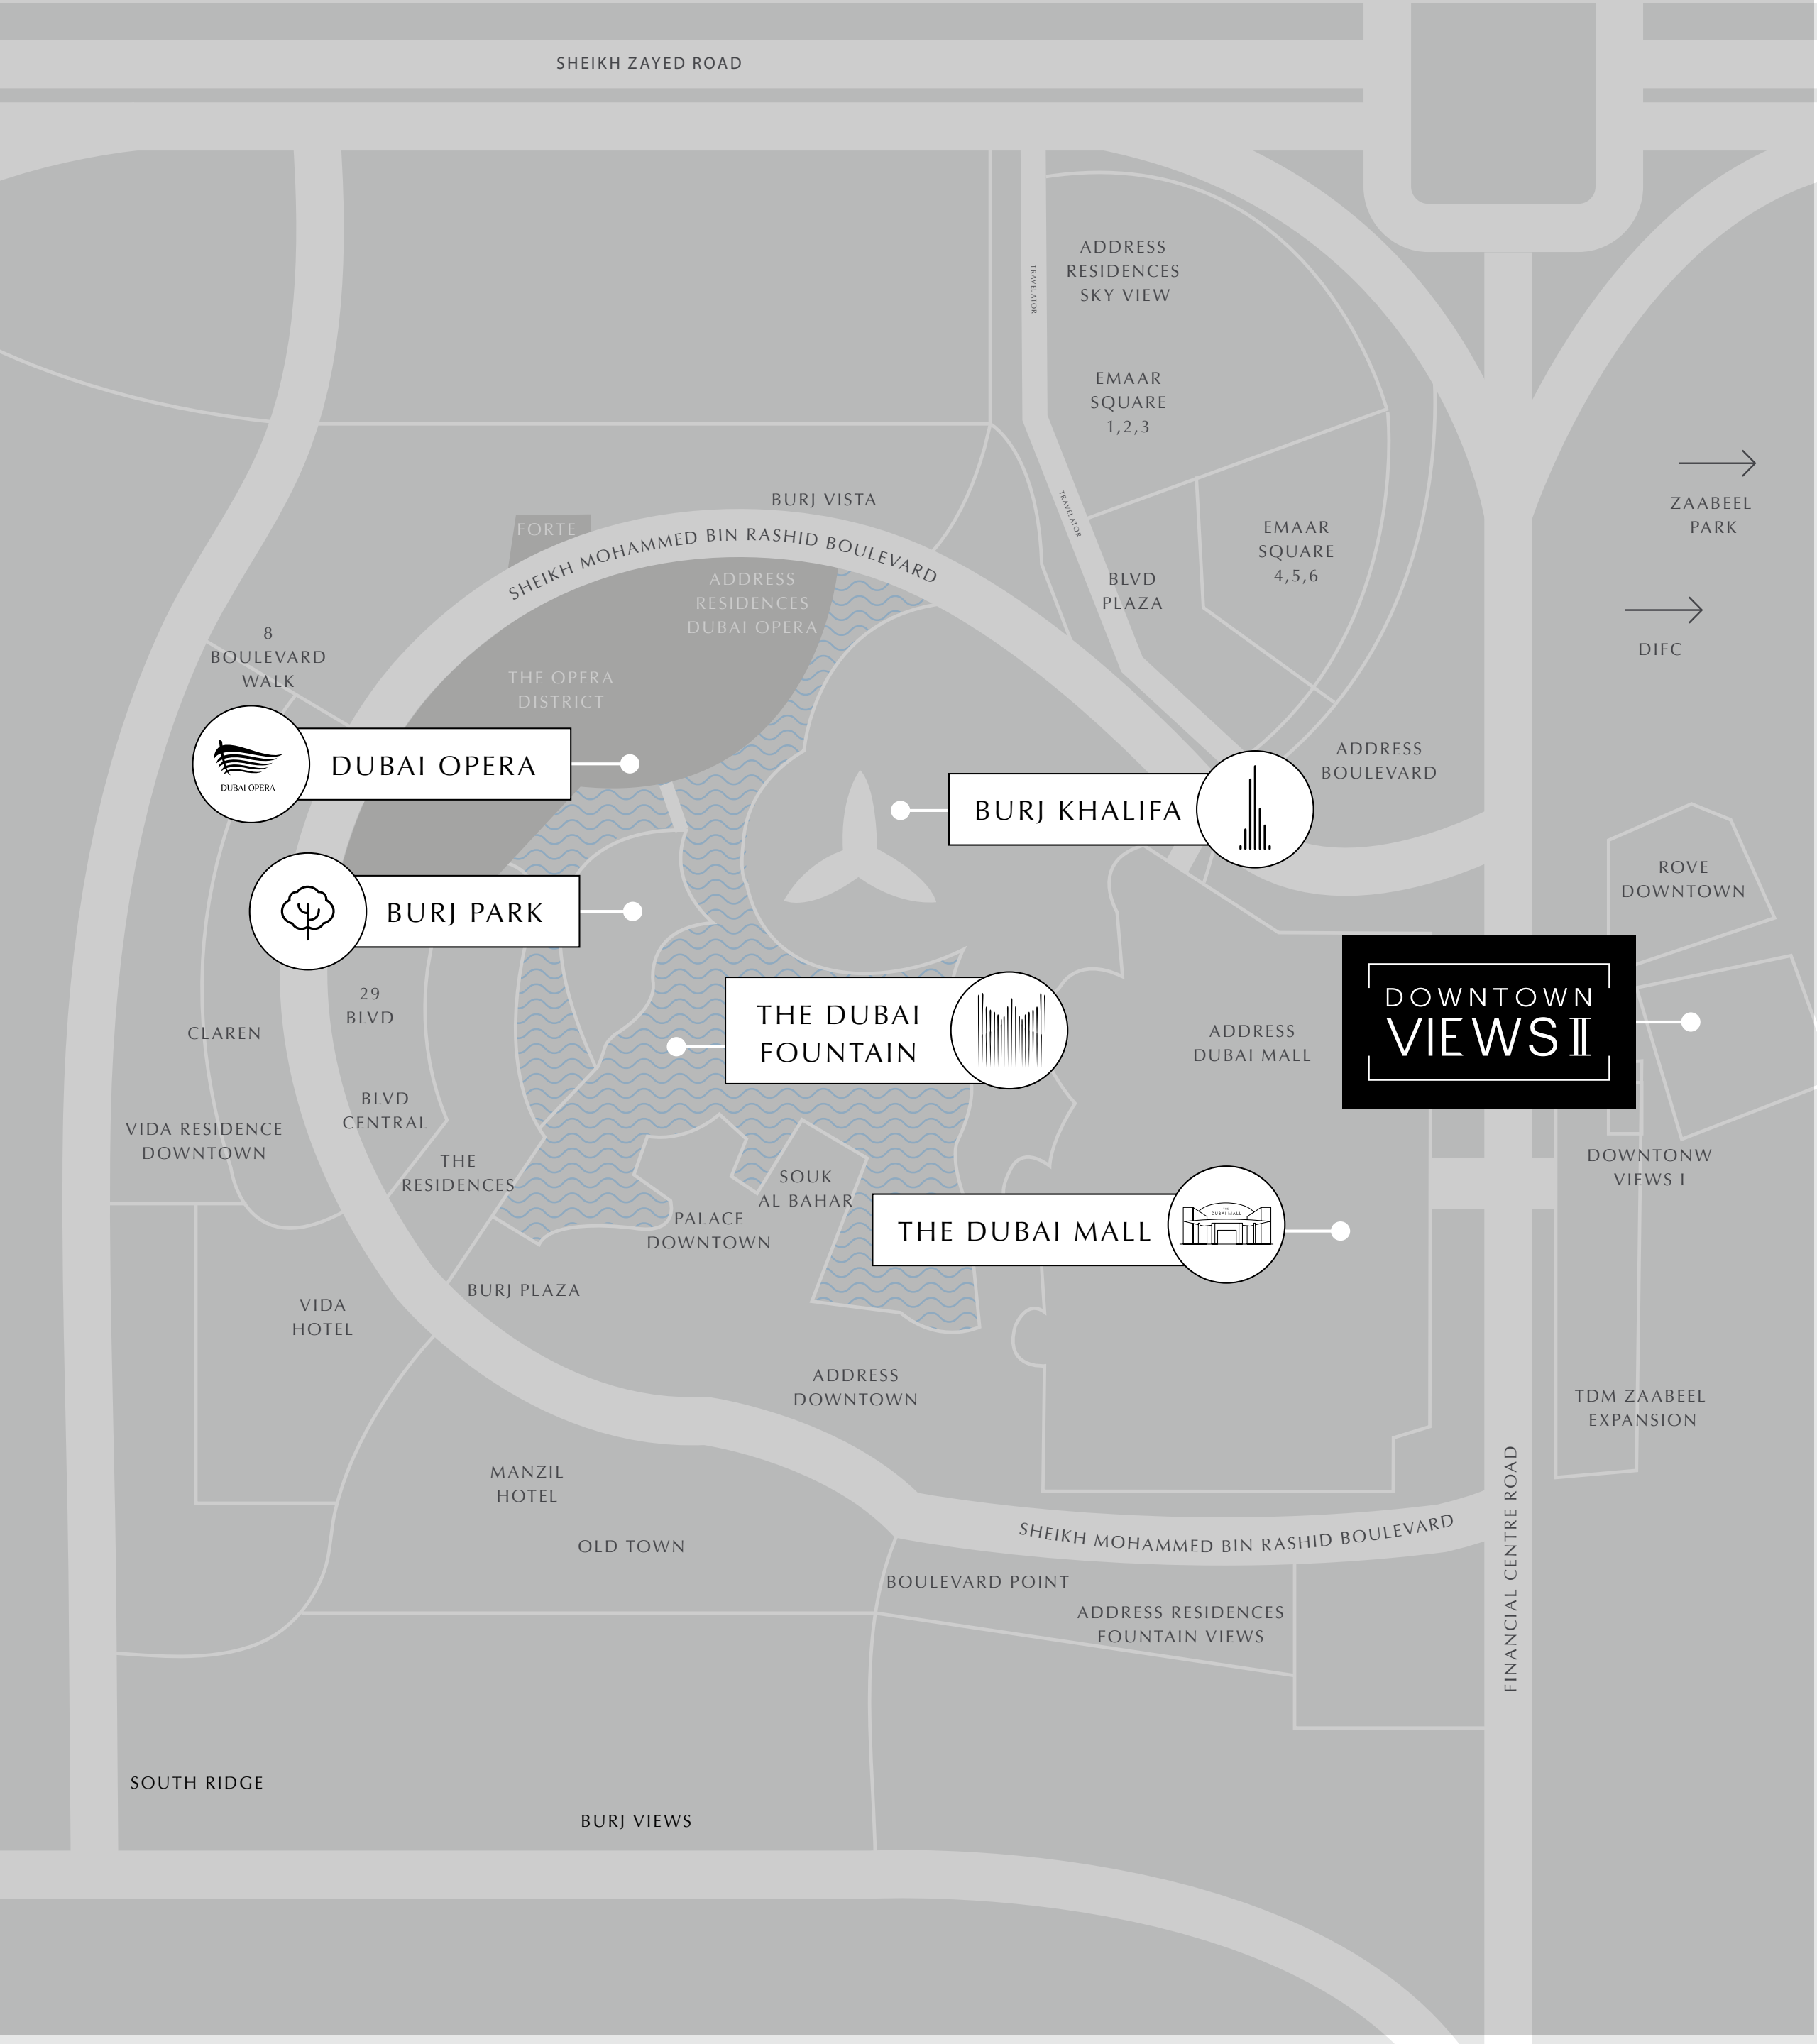 SHEIKH ZAYED ROAD
TRAVELATOR
ADDRESS
RESIDENCES
SKY VIEW
EMAAR
SQUARE
1,2,3
ZAABEEL
PARK
BURJ VISTA
TRAVELATOR
FORTE
SHEIKH MOHAMMED BIN RASHID BOULEVARD
EMAAR
SQUARE
4,5,6
ADDRESS
RESIDENCES
DUBAI OPERA
BLVD
PLAZA
DIFC
8
BOULEVARD
WALK
THE OPERA
DISTRICT
DUBAI OPERA
DUBAI OPERA
ADDRESS
BOULEVARD
BURJ KHALIFA
ROVE
DOWNTOWN
BURJ PARK
29
BLVD
CLAREN
THE DUBAI
FOUNTAIN
ADDRESS
DUBAI MALL
DOWNTOWN
VIEWS II
BLVD
CENTRAL
VIDA RESIDENCE
DOWNTOWN
THE
RESIDENCES
SOUK
AL BAHAR
DOWNTONW
VIEWS I
PALACE
DOWNTOWN
THE DUBAI MALL
THE
DUBAI MALL
BURJ PLAZA
VIDA
HOTEL
ADDRESS
DOWNTOWN
TDM ZAABEEL
EXPANSION
MANZIL
HOTEL
OLD TOWN
SHEIKH MOHAMMED BIN RASHID BOULEVARD
FINANCIAL CENTRE ROAD
BOULEVARD POINT
ADDRESS RESIDENCES
FOUNTAIN VIEWS
SOUTH RIDGE
BURJ VIEWS